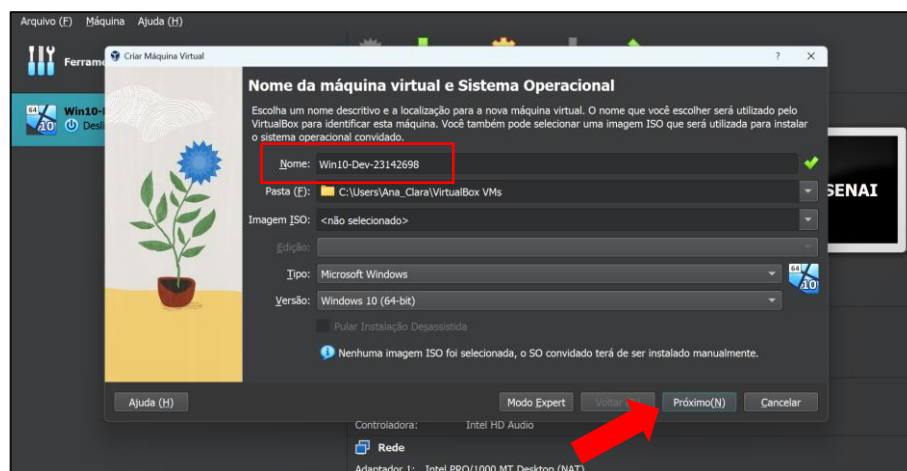 Arquivo (F) Máquina Ajuda (H)
Criar Máquina Virtual
Nome da máquina virtual e Sistema Operacional
Escolha um nome descritivo e a localização para a nova máquina virtual. O nome que você escolher será utilizado pelo
VirtualBox para identificar esta máquina. Você também pode selecionar uma imagem ISO que será utilizada para instalar
o sistema operacional convidado.
Nome: Win10-Dev-23142698
Pasta (F): C:\Users\Ana_Clara\VirtualBox VMs
Imagem ISO: <não selecionado>
Edição:
Tipo: Microsoft Windows
64
10
Versão: Windows 10 (64-bit)
Pular Instalação Desassistida
Nenhuma imagem ISO foi selecionada, o SO convidado terá de ser instalado manualmente.
Ajuda (H) Modo Expert Voltar Próximo(N) Cancelar
64
10
SENAI
Controladora: Intel HD Audio
Rede
Adaptador 1: Intel PRO/1000 MT Desktop (NAT)